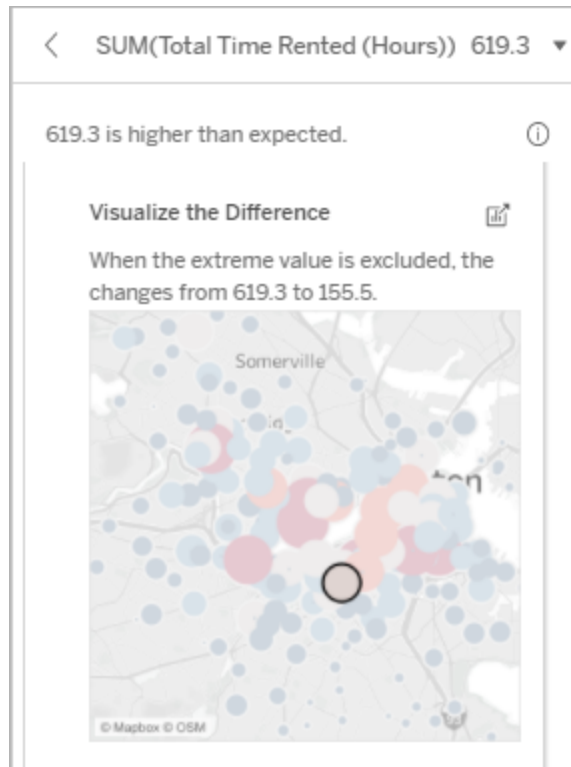 SUM(Total Time Rented (Hours)) 619.3
619.3 is higher than expected.
Visualize the Difference
When the extreme value is excluded, the
changes from 619.3 to 155.5.
Somerville
ton
© Mapbox © OSM